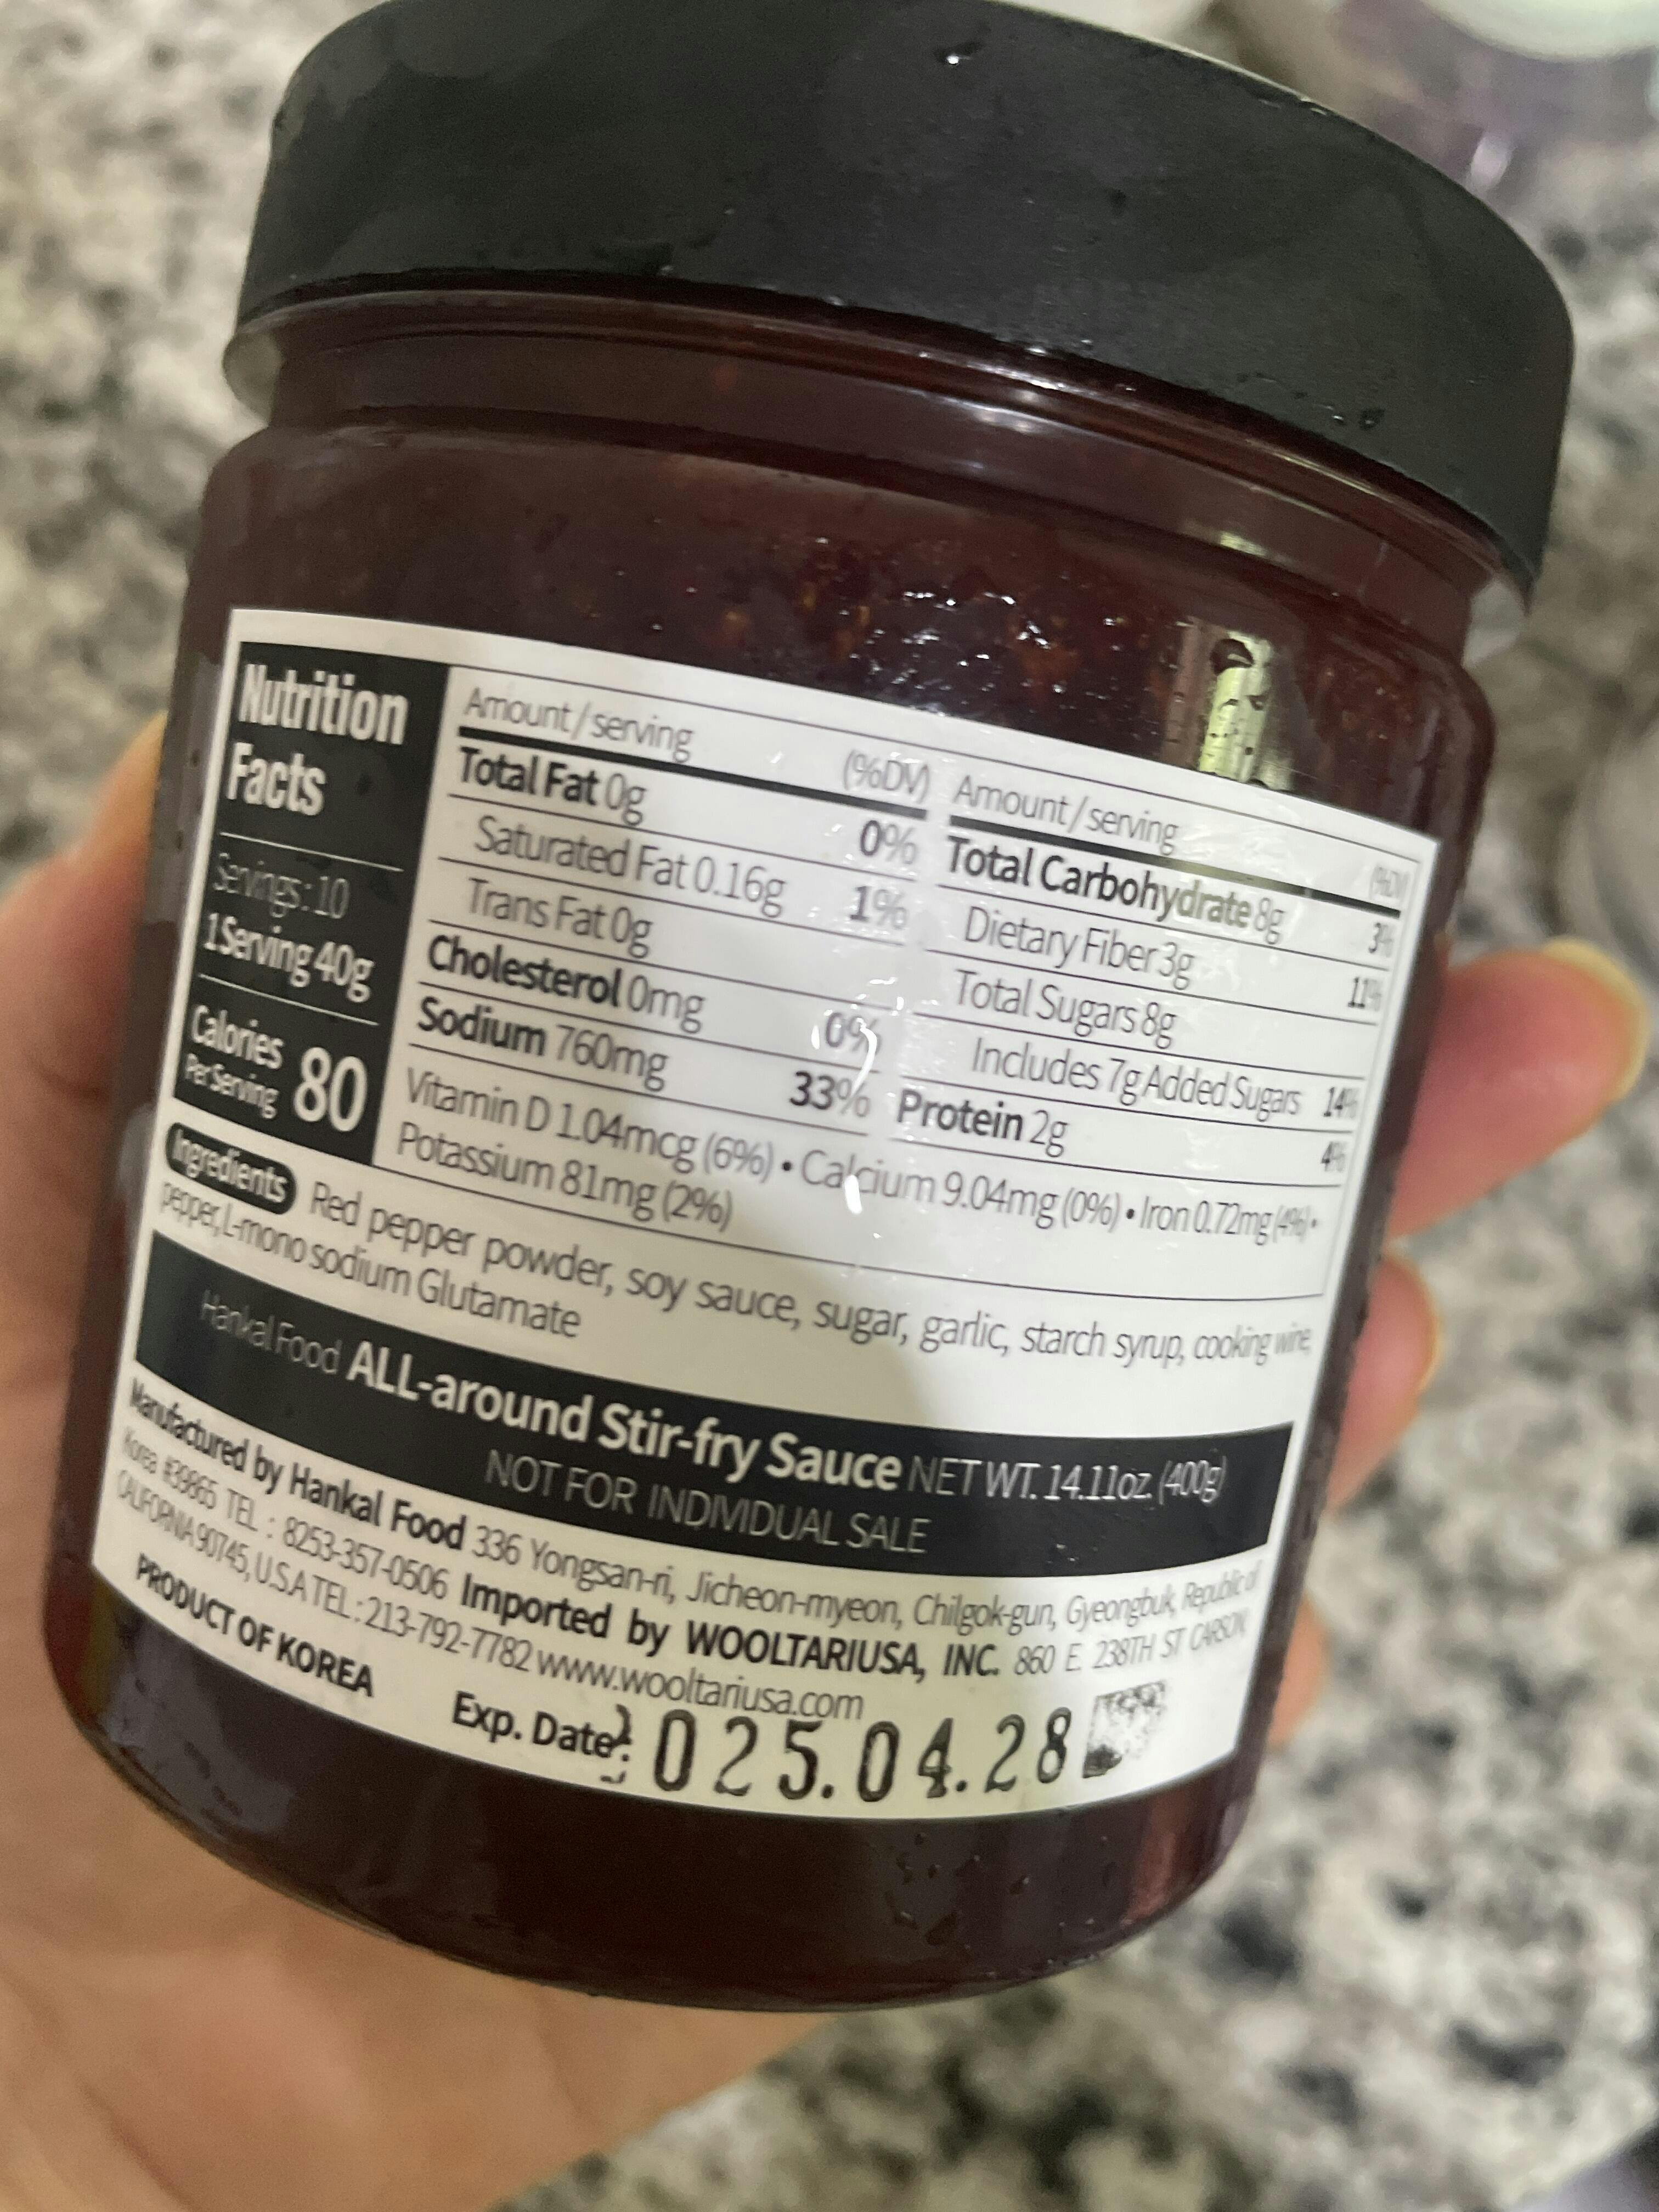 Nutrition
Facts
Servings: 10
1 Serving 40g
Calories
Per Serving 80
Amount / serving (%DV)
Total Fat 0g 0%
Saturated Fat 0.16g 1%
Trans Fat 0g
Cholesterol 0mg 0%
Sodium 760mg 33%
Amount / serving (%DV)
Total Carbohydrate 8g 3%
Dietary Fiber 3g 11%
Total Sugars 8g
Includes 7g Added Sugars 14%
Protein 2g 4%
Vitamin D 1.04mcg (6%) • Calcium 9.04mg (0%) • Iron 0.72mg (4%) •
Potassium 81mg (2%)
Ingredients Red pepper powder, soy sauce, sugar, garlic, starch syrup, cooking wine,
pepper, L-mono sodium Glutamate
Hankal Food ALL-around Stir-fry Sauce NET WT. 14.11oz. (400g)
NOT FOR INDIVIDUAL SALE
Manufactured by Hankal Food 336 Yongsan-ri, Jicheon-myeon, Chilgok-gun, Gyeongbuk, Republic of
Korea #39865 TEL : 8253-357-0506 Imported by WOOLTARIUSA, INC. 860 E. 238TH ST CARSON,
CALIFORNIA 90745, U.S.A TEL : 213-792-7782 www.wooltariusa.com
PRODUCT OF KOREA Exp. Date: 2025.04.28